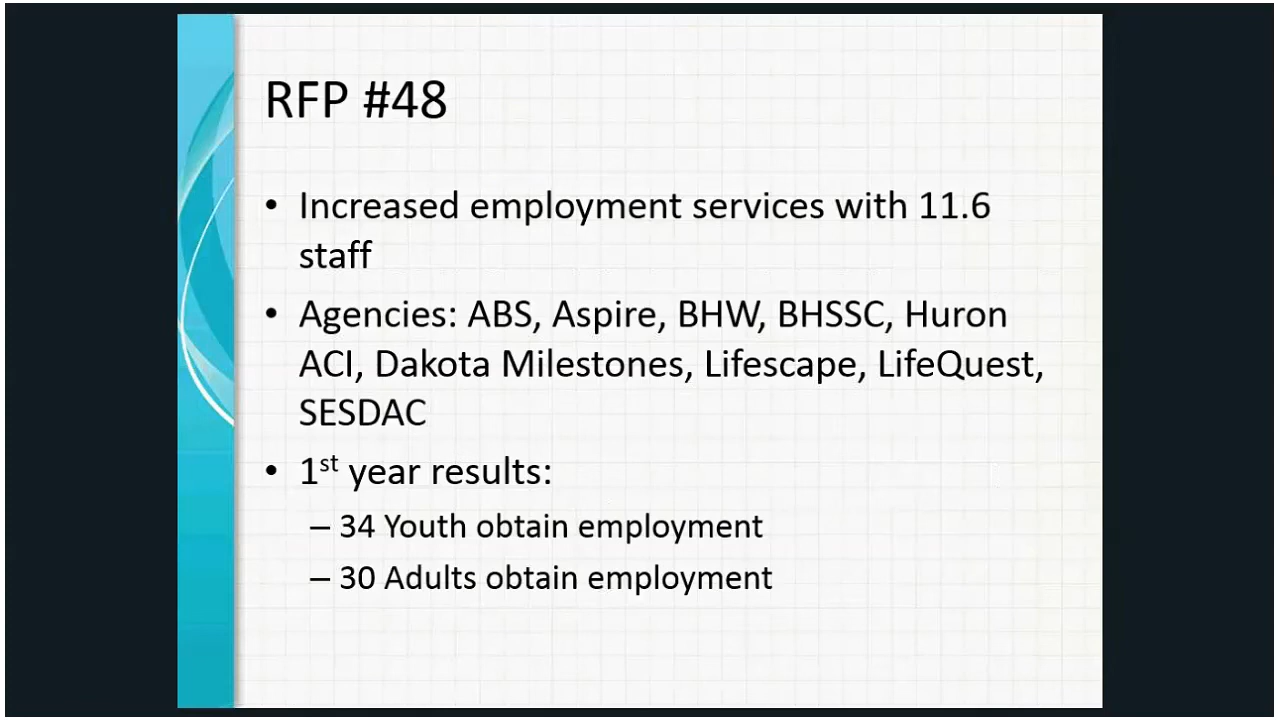 RFP #48
• Increased employment services with 11.6
staff
• Agencies: ABS, Aspire, BHW, BHSSC, Huron
ACI, Dakota Milestones, Lifescape, LifeQuest,
SESDAC
• 1st year results:
– 34 Youth obtain employment
– 30 Adults obtain employment